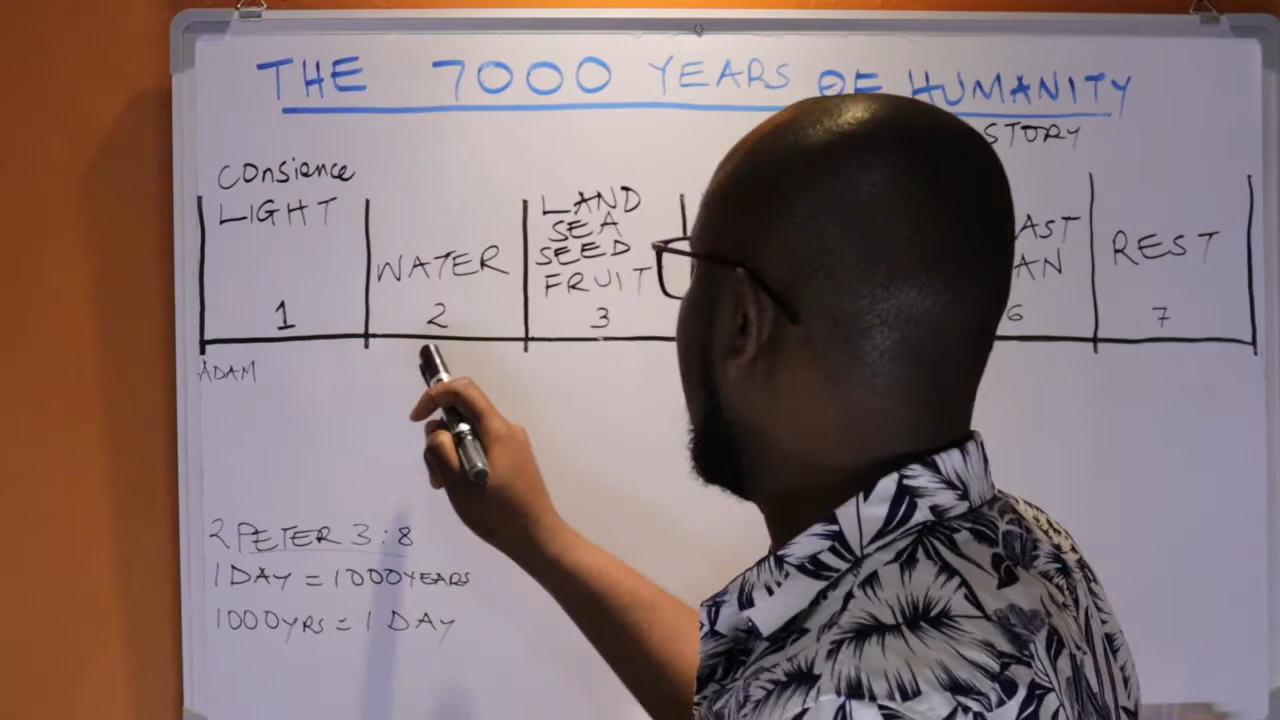 THE 7000 YEARS OF HUMANITY
STORY
Consience
LIGHT
1
WATER
2
LAND
SEA
SEED
FRUIT
3
AST
AN
6
REST
7
ADAM
2 PETER 3:8
1 DAY = 1000 YEARS
1000 YRS = 1 DAY